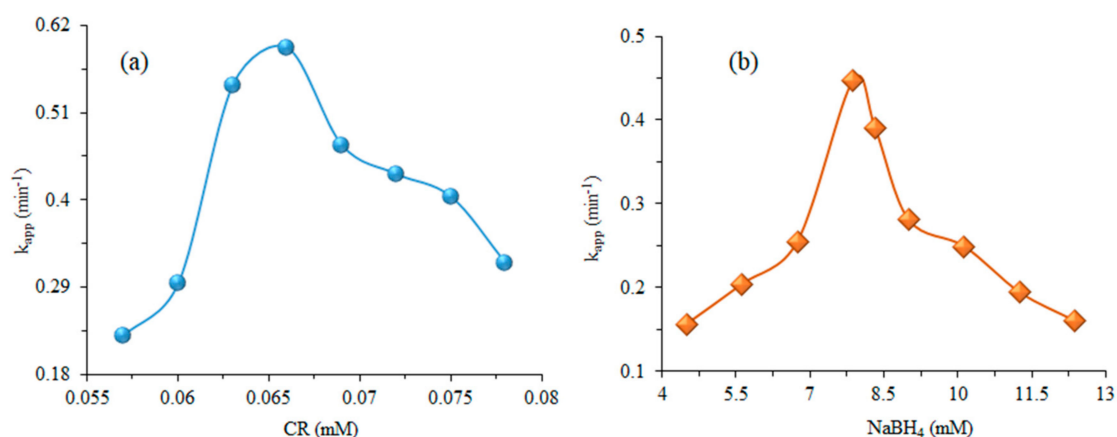 (a)
k_app (min⁻¹)
0.62
0.51
0.4
0.29
0.18
0.055 0.06 0.065 0.07 0.075 0.08
CR (mM)
(b)
k_app (min⁻¹)
0.5
0.4
0.3
0.2
0.1
4 5.5 7 8.5 10 11.5 13
NaBH₄ (mM)